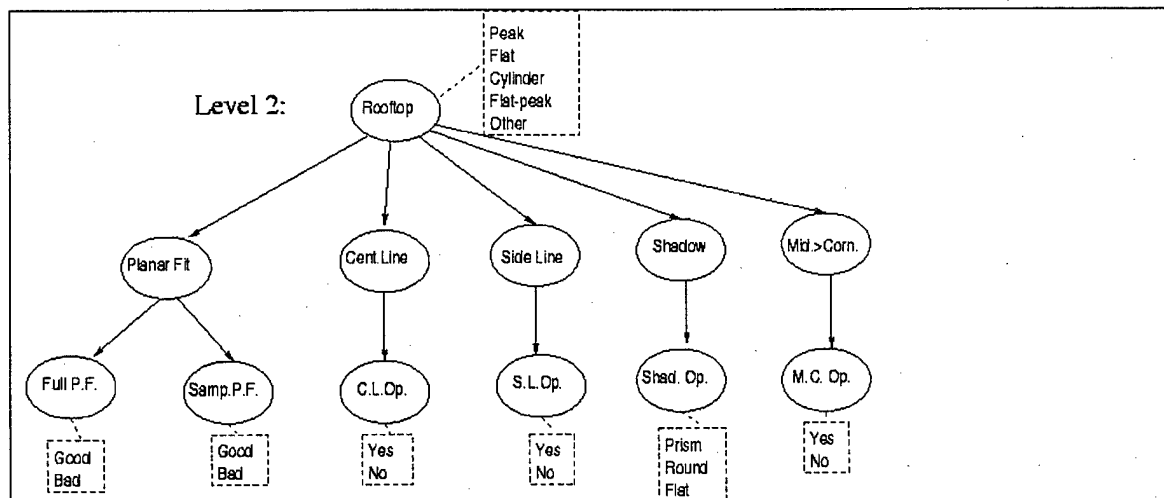 Peak
Flat
Cylinder
Flat-peak
Other
Level 2:
Rooftop
Planar Fit
Cent.Line
Side Line
Shadow
Mid.>Corn.
Full P.F.
Samp.P.F.
C.L.Op.
S.L.Op.
Shad. Op.
M.C. Op.
Good
Bad
Good
Bad
Yes
No
Yes
No
Prism
Round
Flat
Yes
No